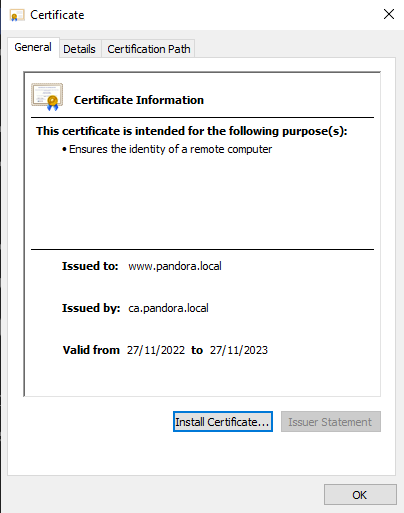 Certificate
General Details Certification Path
Certificate Information
This certificate is intended for the following purpose(s):
• Ensures the identity of a remote computer
Issued to: www.pandora.local
Issued by: ca.pandora.local
Valid from 27/11/2022 to 27/11/2023
Install Certificate... Issuer Statement
OK